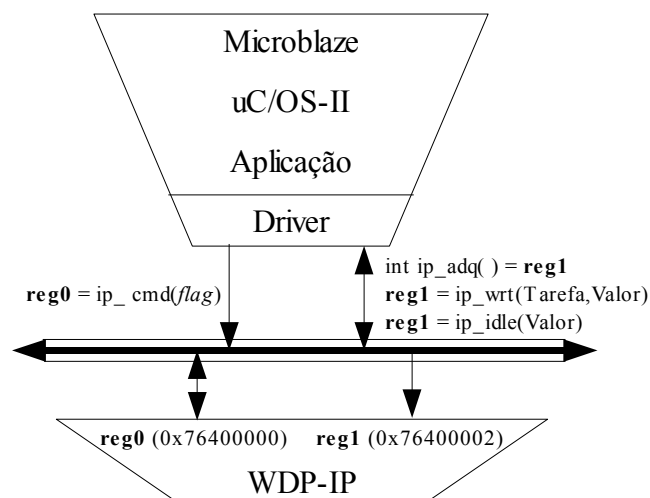 Microblaze
uC/OS-II
Aplicação
Driver
reg0 = ip_ cmd(flag)
int ip_adq( ) = reg1
reg1 = ip_wrt(Tarefa,Valor)
reg1 = ip_idle(Valor)
reg0 (0x76400000) reg1 (0x76400002)
WDP-IP